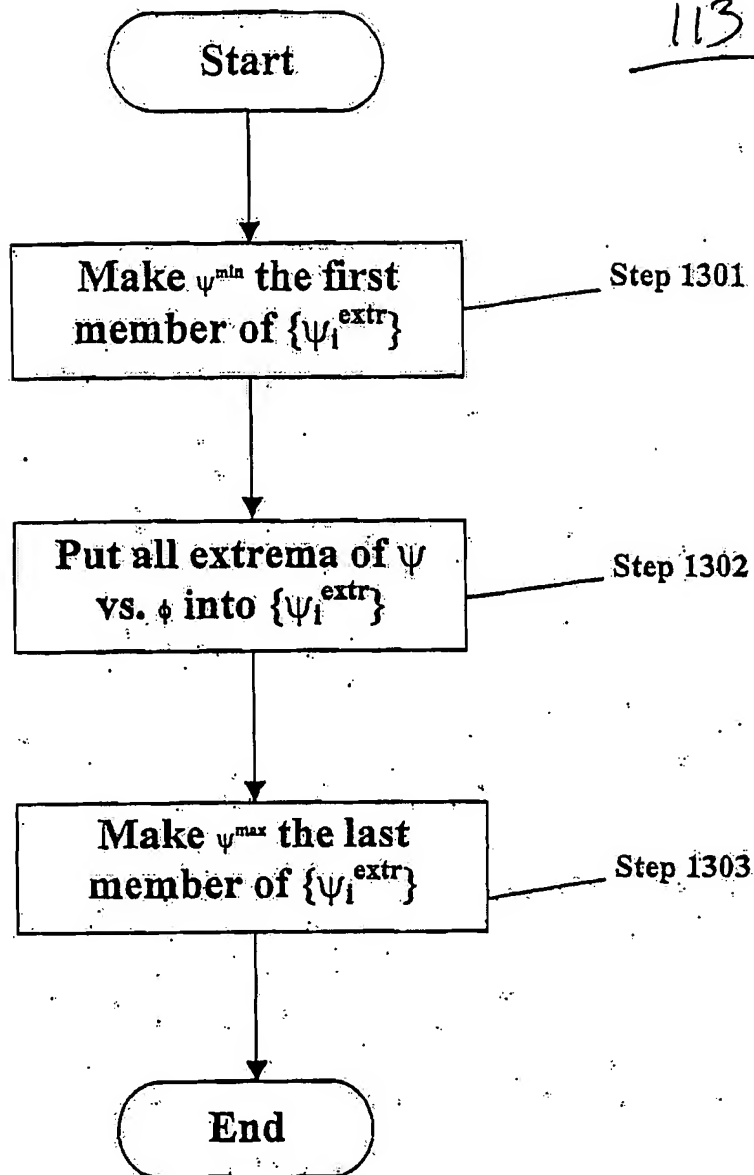 113
Start
Make ψ^min the first
member of {ψ_i^extr}
Step 1301
Put all extrema of ψ
vs. ϕ into {ψ_i^extr}
Step 1302
Make ψ^max the last
member of {ψ_i^extr}
Step 1303
End